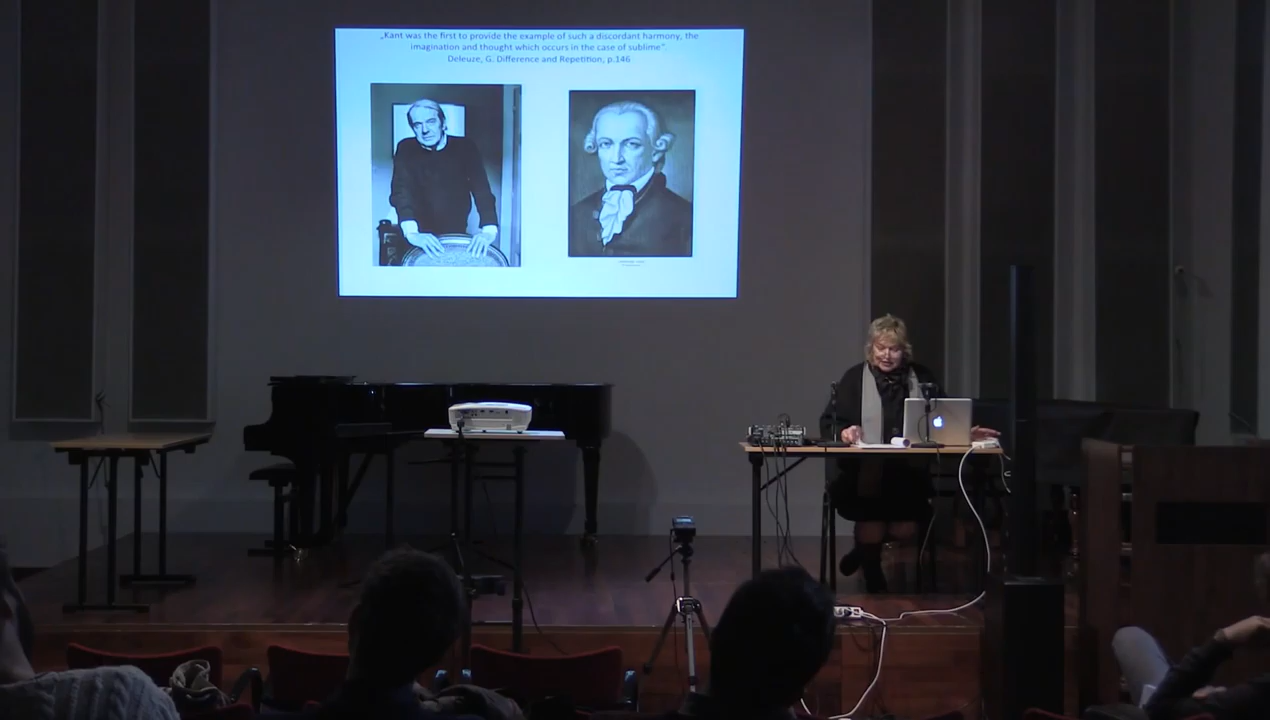 „Kant was the first to provide the example of such a discordant harmony, the
imagination and thought which occurs in the case of sublime”
Deleuze, G. Difference and Repetition, p.146